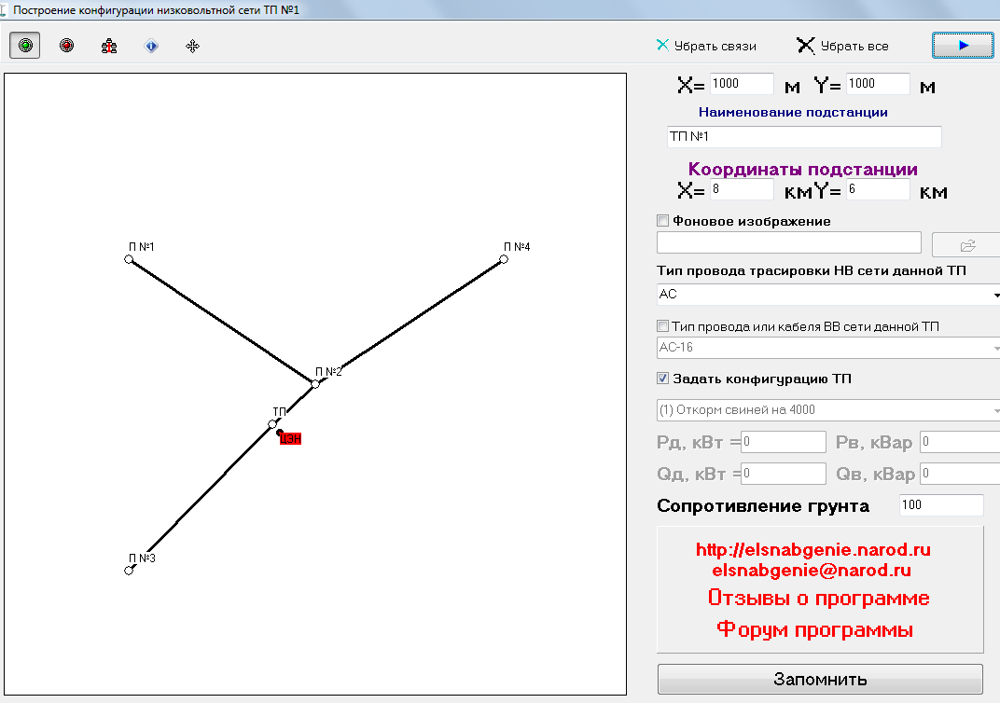 Построение конфигурации низковольтной сети ТП №1
Убрать связи Убрать все
X= 1000 м Y= 1000 м
Наименование подстанции
ТП №1
Координаты подстанции
X= 8 км Y= 6 км
Фоновое изображение
Тип провода трасировки НВ сети данной ТП
АС
Тип провода или кабеля ВВ сети данной ТП
АС-16
Задать конфигурацию ТП
(1) Откорм свиней на 4000
Рд, кВт = 0 Рв, кВар 0
Qд, кВт = 0 Qв, кВар 0
Сопротивление грунта 100
http://elsnabgenie.narod.ru
elsnabgenie@narod.ru
Отзывы о программе
Форум программы
Запомнить
П №1
П №4
П №2
ТП
П №3